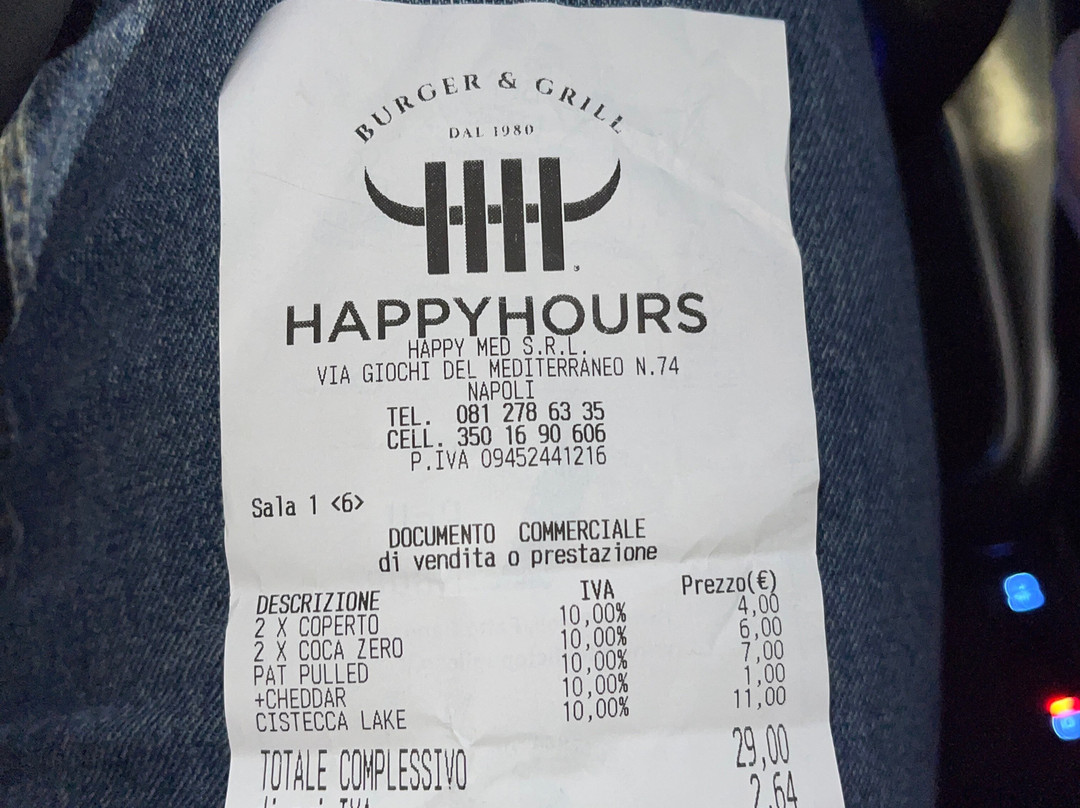 BURGER & GRILL
DAL 1980
HAPPYHOURS
HAPPY MED S.R.L.
VIA GIOCHI DEL MEDITERRANEO N.74
NAPOLI
TEL. 081 278 63 35
CELL. 350 16 90 606
P.IVA 09452441216
Sala 1 <6>
DOCUMENTO COMMERCIALE
di vendita o prestazione
DESCRIZIONE IVA Prezzo(€)
2 X COPERTO 10,00% 4,00
2 X COCA ZERO 10,00% 6,00
PAT PULLED 10,00% 7,00
+CHEDDAR 10,00% 1,00
CISTECCA LAKE 10,00% 11,00
TOTALE COMPLESSIVO 29,00
di cui IVA 2,64